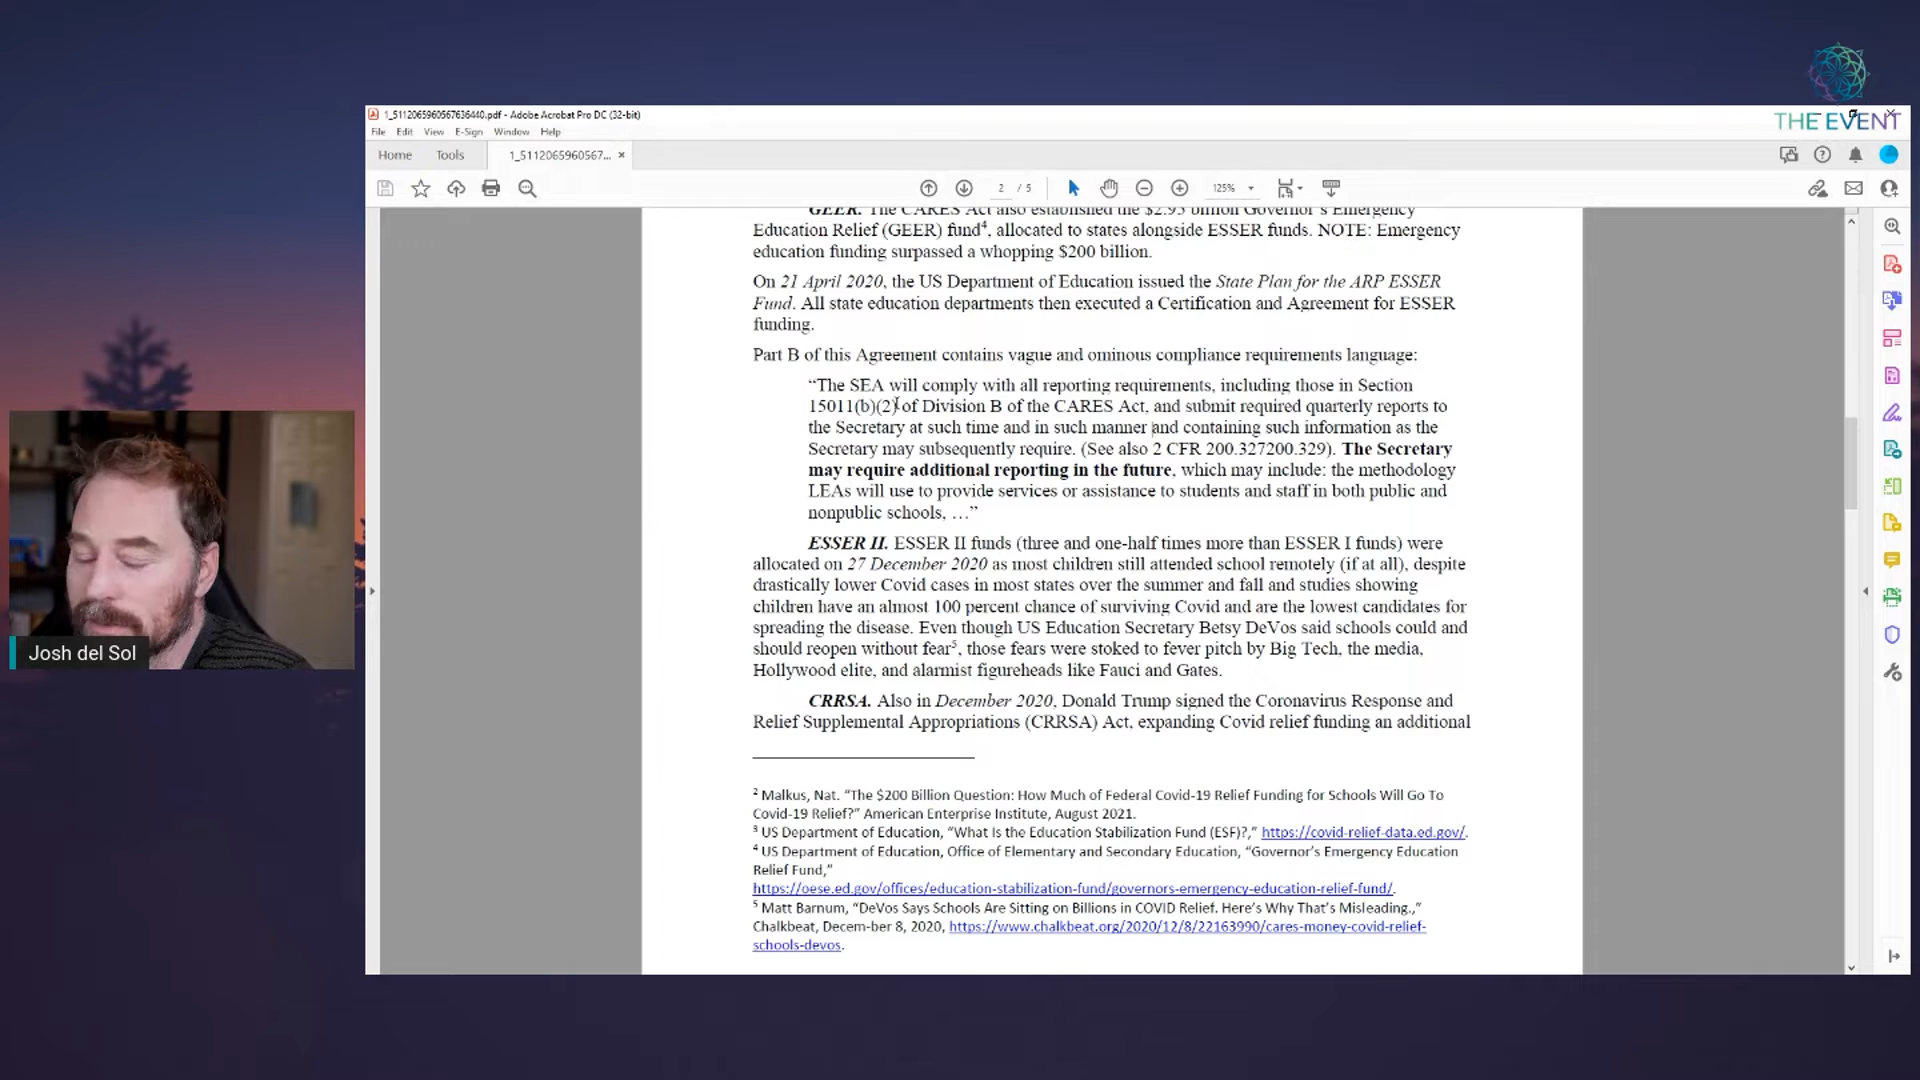 THE EVENT
1_5112065960567636440.pdf - Adobe Acrobat Pro DC (32-bit)
File Edit View E-Sign Window Help
Home Tools 1_51120659605​67... ×
2 / 5 125%
GEER. The CARES Act also established the $2.95 billion Governor's Emergency
Education Relief (GEER) fund4, allocated to states alongside ESSER funds. NOTE: Emergency
education funding surpassed a whopping $200 billion.
On 21 April 2020, the US Department of Education issued the State Plan for the ARP ESSER
Fund. All state education departments then executed a Certification and Agreement for ESSER
funding.
Part B of this Agreement contains vague and ominous compliance requirements language:
“The SEA will comply with all reporting requirements, including those in Section
15011(b)(2) of Division B of the CARES Act, and submit required quarterly reports to
the Secretary at such time and in such manner and containing such information as the
Secretary may subsequently require. (See also 2 CFR 200.327200.329). The Secretary
may require additional reporting in the future, which may include: the methodology
LEAs will use to provide services or assistance to students and staff in both public and
nonpublic schools, …”
ESSER II. ESSER II funds (three and one-half times more than ESSER I funds) were
allocated on 27 December 2020 as most children still attended school remotely (if at all), despite
drastically lower Covid cases in most states over the summer and fall and studies showing
children have an almost 100 percent chance of surviving Covid and are the lowest candidates for
spreading the disease. Even though US Education Secretary Betsy DeVos said schools could and
should reopen without fear5, those fears were stoked to fever pitch by Big Tech, the media,
Hollywood elite, and alarmist figureheads like Fauci and Gates.
CRRSA. Also in December 2020, Donald Trump signed the Coronavirus Response and
Relief Supplemental Appropriations (CRRSA) Act, expanding Covid relief funding an additional
2 Malkus, Nat. “The $200 Billion Question: How Much of Federal Covid-19 Relief Funding for Schools Will Go To
Covid-19 Relief?” American Enterprise Institute, August 2021.
3 US Department of Education, “What Is the Education Stabilization Fund (ESF)?,” https://covid-relief-data.ed.gov/.
4 US Department of Education, Office of Elementary and Secondary Education, “Governor’s Emergency Education
Relief Fund,”
https://oese.ed.gov/offices/education-stabilization-fund/governors-emergency-education-relief-fund/.
5 Matt Barnum, “DeVos Says Schools Are Sitting on Billions in COVID Relief. Here’s Why That’s Misleading.,”
Chalkbeat, Decem-ber 8, 2020, https://www.chalkbeat.org/2020/12/8/22163990/cares-money-covid-relief-
schools-devos.
Josh del Sol